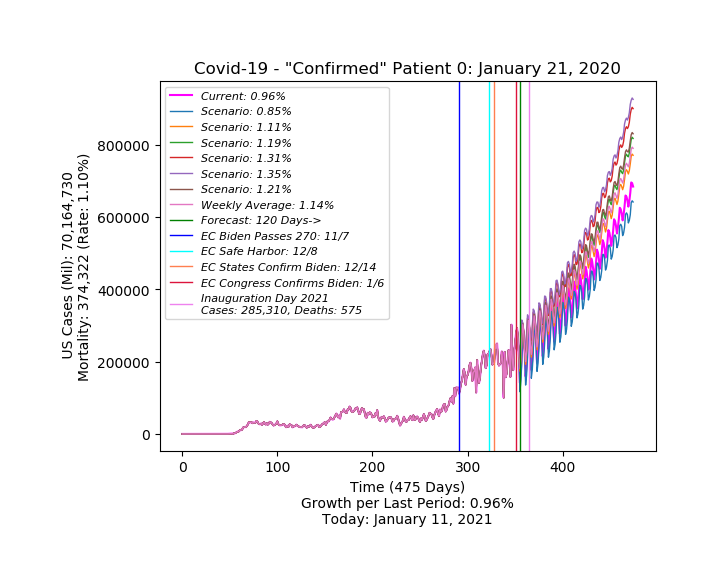 Covid-19 - "Confirmed" Patient 0: January 21, 2020
Current: 0.96%
Scenario: 0.85%
Scenario: 1.11%
Scenario: 1.19%
Scenario: 1.31%
Scenario: 1.35%
Scenario: 1.21%
Weekly Average: 1.14%
Forecast: 120 Days->
EC Biden Passes 270: 11/7
EC Safe Harbor: 12/8
EC States Confirm Biden: 12/14
EC Congress Confirms Biden: 1/6
Inauguration Day 2021
Cases: 285,310, Deaths: 575
US Cases (Mil): 70,164,730
Mortality: 374,322 (Rate: 1.10%)
800000
600000
400000
200000
0
0 100 200 300 400
Time (475 Days)
Growth per Last Period: 0.96%
Today: January 11, 2021